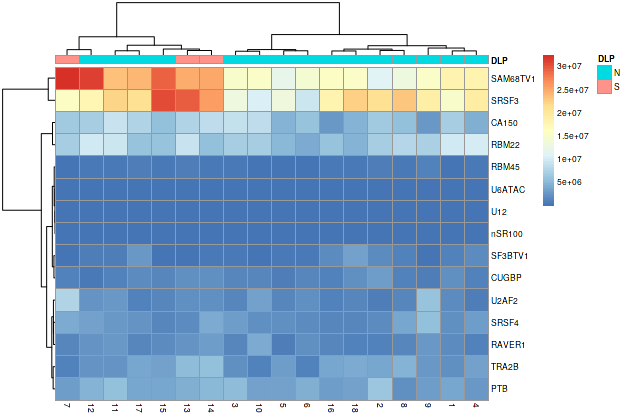 DLP
SAM68TV1
SRSF3
CA150
RBM22
RBM45
U6ATAC
U12
nSR100
SF3BTV1
CUGBP
U2AF2
SRSF4
RAVER1
TRA2B
PTB
7 12 11 17 15 13 14 3 10 5 6 16 18 2 8 9 1 4
3e+07
2.5e+07
2e+07
1.5e+07
1e+07
5e+06
DLP
N
S